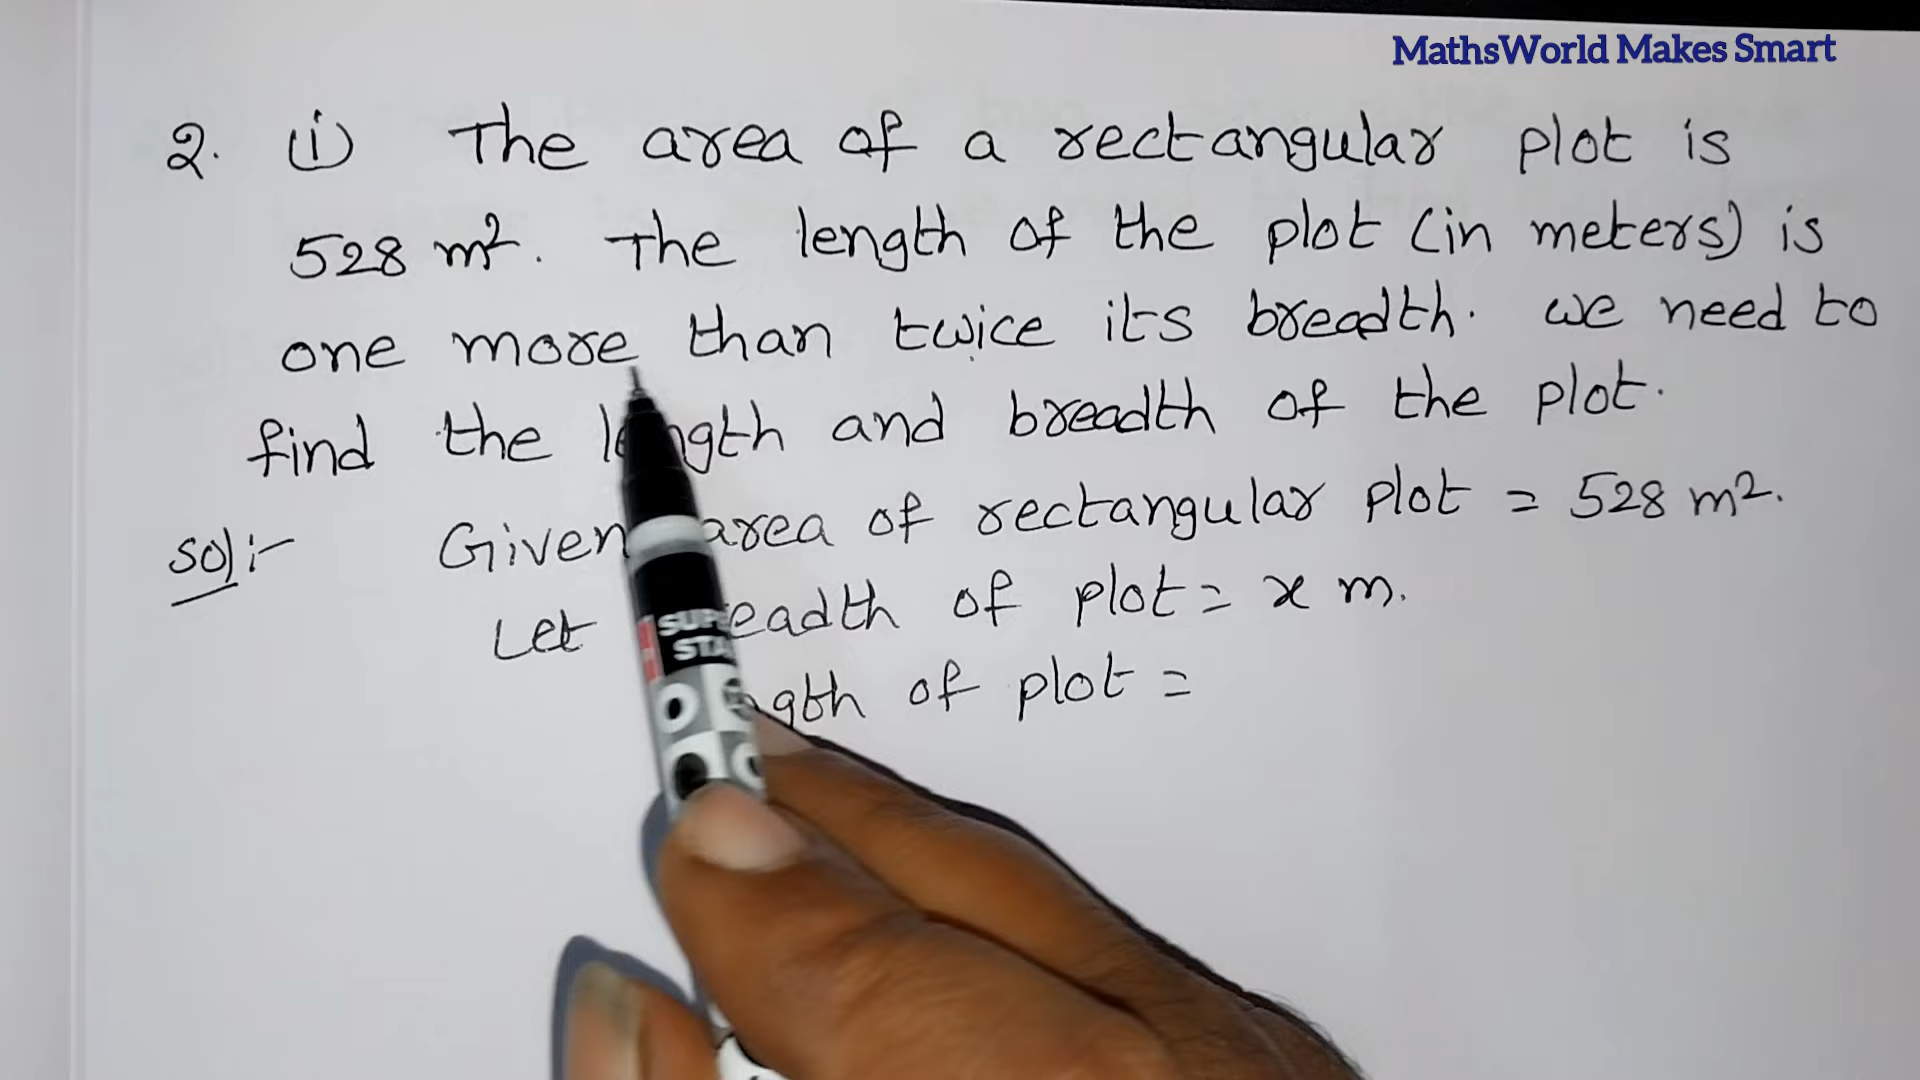 MathsWorld Makes Smart
2. (i) The area of a rectangular plot is
528 m². The length of the plot (in meters) is
one more than twice its breadth. we need to
find the length and breadth of the plot.
Sol:- Given area of rectangular plot = 528 m².
Let of plot = x m.
of plot =